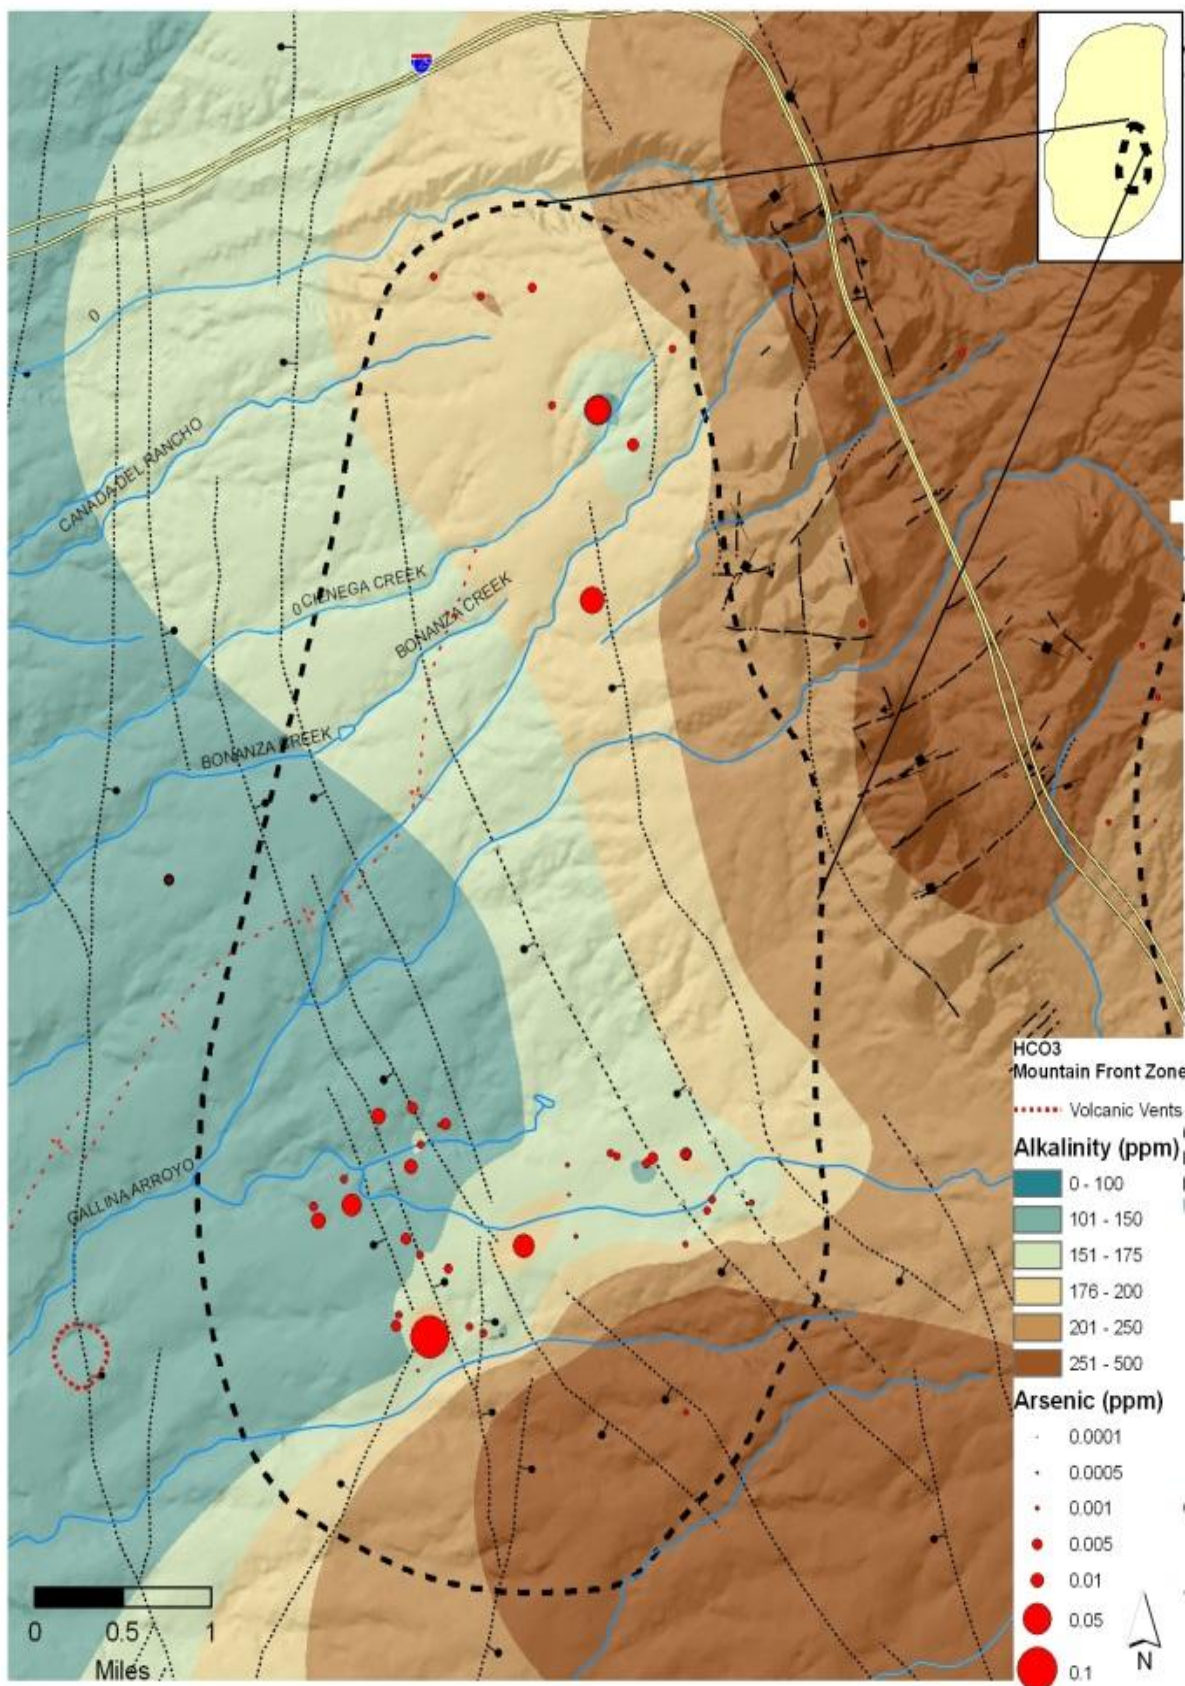 0
CANADA DEL RANCHO
0
CIENEGA CREEK
BONANZA CREEK
BONANZA CREEK
GALLINA ARROYO
HCO3
Mountain Front Zone
Volcanic Vents
Alkalinity (ppm)
0 - 100
101 - 150
151 - 175
176 - 200
201 - 250
251 - 500
Arsenic (ppm)
0.0001
0.0005
0.001
0.005
0.01
0.05
0.1
N
0 0.5 1
Miles